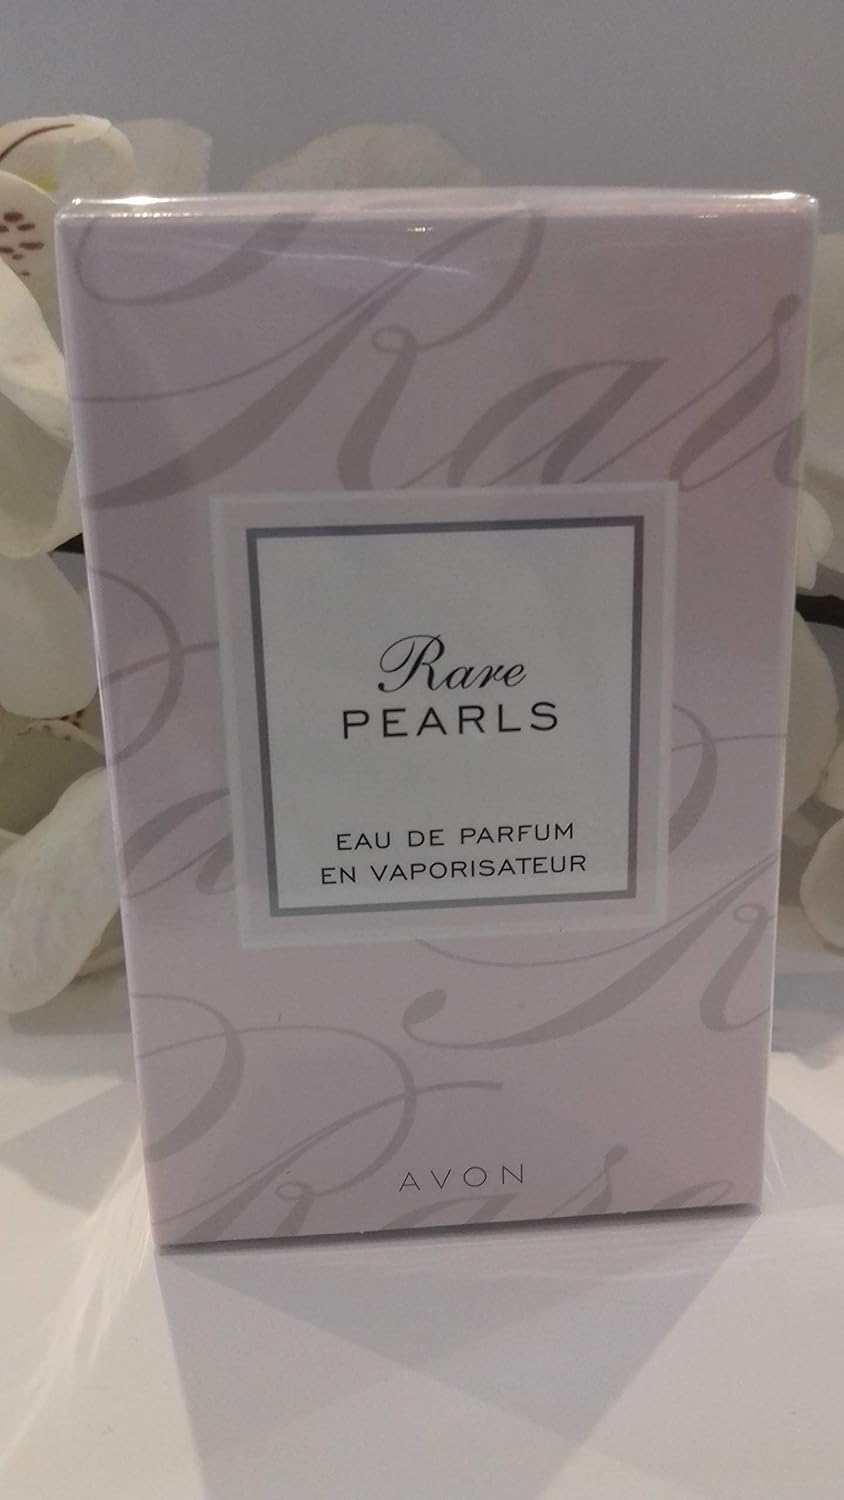 Rare
PEARLS
EAU DE PARFUM
EN VAPORISATEUR
AVON